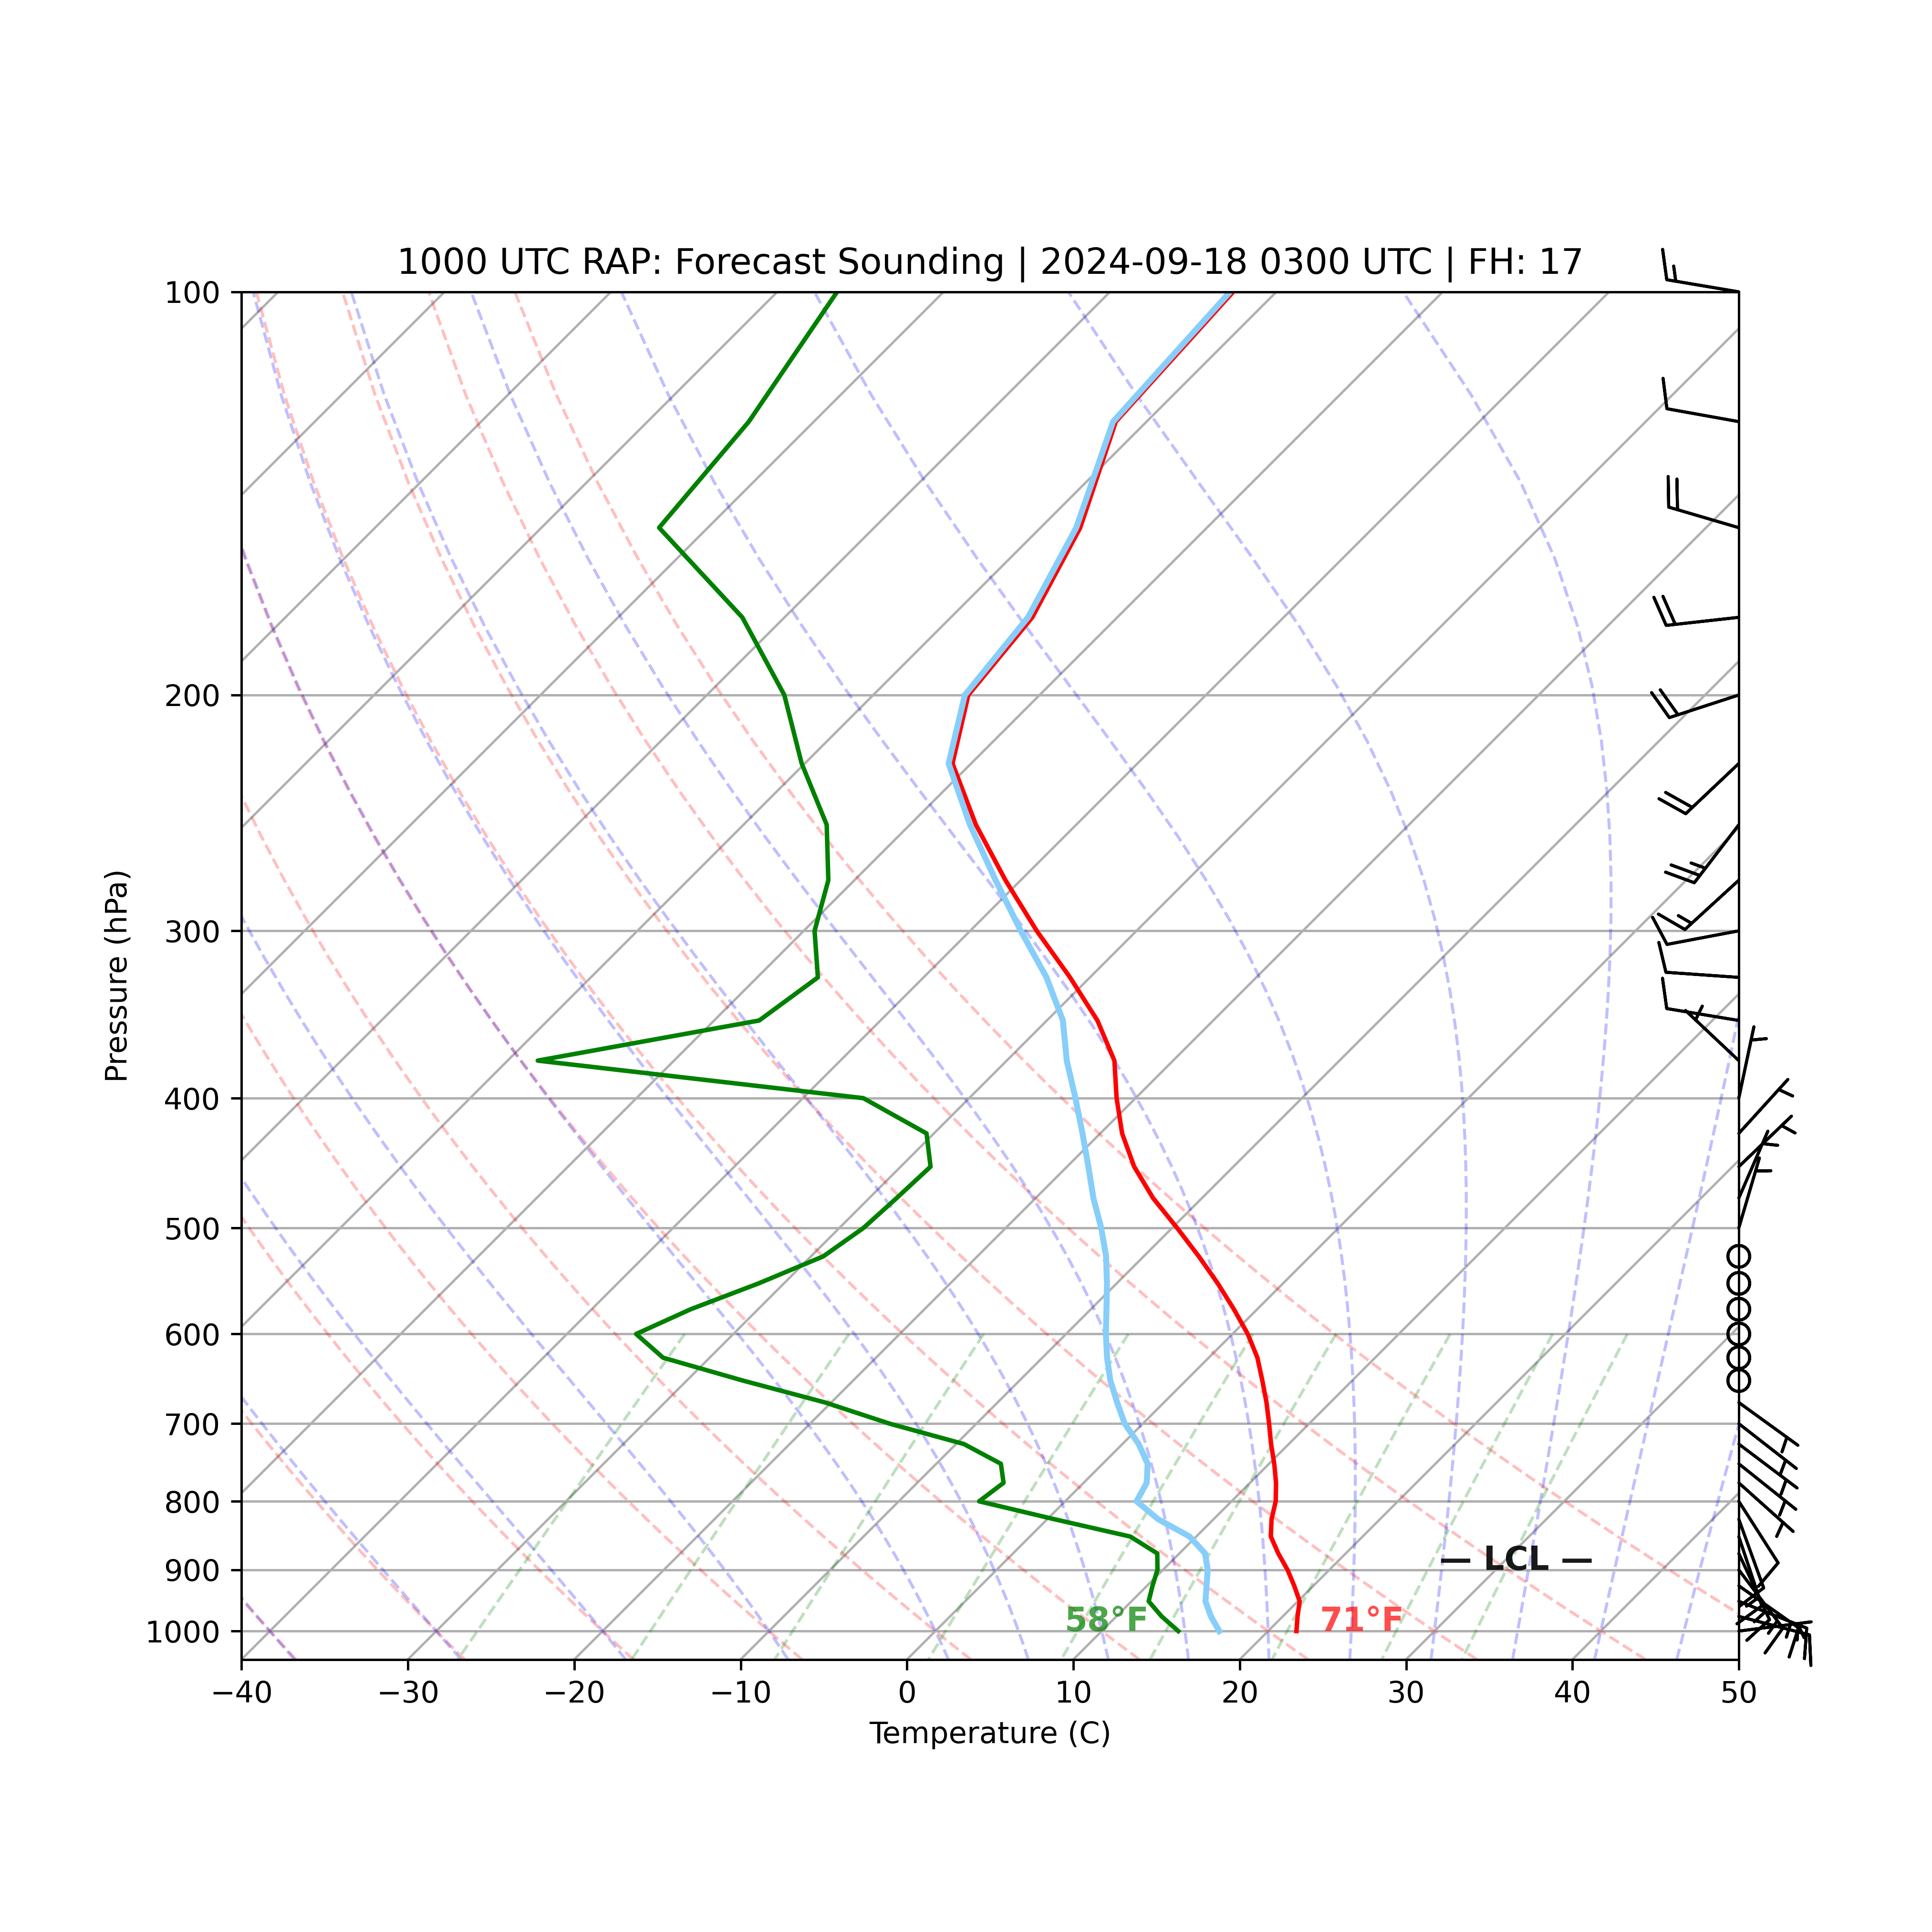 1000 UTC RAP: Forecast Sounding | 2024-09-18 0300 UTC | FH: 17
100
200
300
400
500
600
700
800
900
1000
Pressure (hPa)
— LCL —
58°F
71°F
−40 −30 −20 −10 0 10 20 30 40 50
Temperature (C)